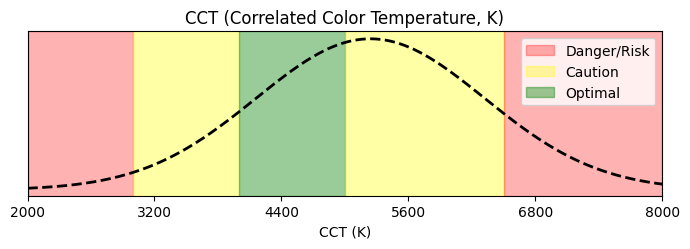 CCT (Correlated Color Temperature, K)
Danger/Risk
Caution
Optimal
2000 3200 4400 5600 6800 8000
CCT (K)